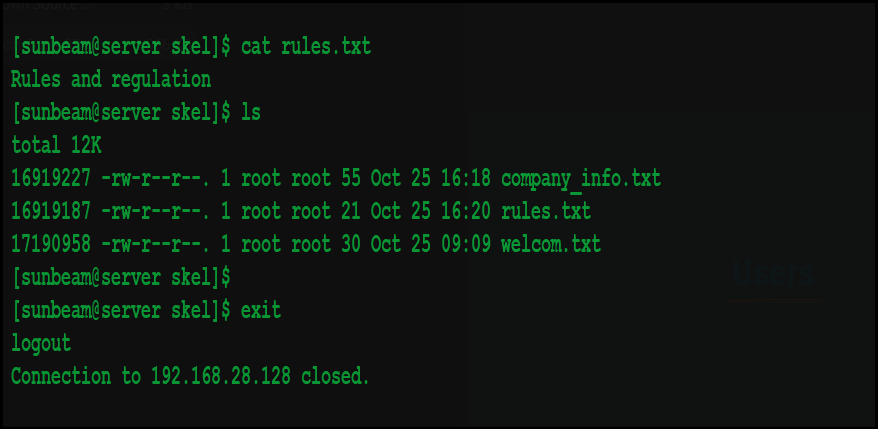 [sunbeam@server skel]$ cat rules.txt
Rules and regulation
[sunbeam@server skel]$ ls
total 12K
16919227 -rw-r--r--. 1 root root 55 Oct 25 16:18 company_info.txt
16919187 -rw-r--r--. 1 root root 21 Oct 25 16:20 rules.txt
17190958 -rw-r--r--. 1 root root 30 Oct 25 09:09 welcom.txt
[sunbeam@server skel]$
[sunbeam@server skel]$ exit
logout
Connection to 192.168.28.128 closed.
Users